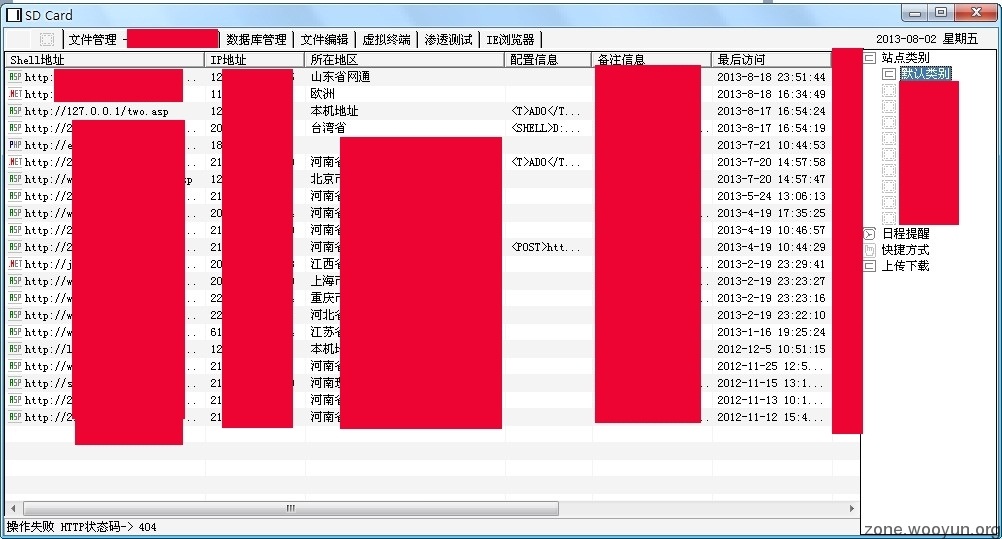 SD Card
文件管理 数据库管理 文件编辑 虚拟终端 渗透测试 IE浏览器 2013-08-02 星期五
Shell地址 IP地址 所在地区 配置信息 备注信息 最后访问 站点类别
ASP http: .. 12 山东省网通 2013-8-18 23:51:44 默认类别
.NET http: 11 欧洲 2013-8-18 16:34:49
ASP http://127.0.0.1/two.asp 12 本机地址 <T>ADO</T... 2013-8-17 16:54:24
ASP http://2 .. 20 台湾省 <SHELL>D:... 2013-8-17 16:54:19
PHP http://e 18 2013-7-21 10:44:53
.NET http://2 .. 21 河南省 <T>ADO</T... 2013-7-20 14:57:58
ASP http://w sp 12 北京市 2013-7-20 14:57:47
ASP http://2 .. 21 河南省 2013-5-24 13:06:13
ASP http://w .. 20 河南省 .. 2013-4-19 17:35:25
ASP http://2 .. 21 河南省 2013-4-19 10:46:57 日程提醒
ASP http://2 .. 21 河南省 <POST>htt... 2013-4-19 10:44:29 快捷方式
.NET http://j .. 12 江西省 .. 2013-2-19 23:29:41 上传下载
ASP http://w .. 20 上海市 .. 2013-2-19 23:23:27
ASP http://w .. 22 重庆市 .. 2013-2-19 23:23:16
ASP http://w .. 22 河北省 2013-2-19 23:22:10
ASP http://w .. 61 江苏省 2013-1-16 19:25:24
ASP http://l .. 12 本机地 2012-12-5 10:51:15
ASP http://w .. 21 河南省 .. 2012-11-25 12:5...
ASP http://s .. 21 河南 .. 2012-11-15 13:1...
ASP http://2 .. 21 河南省 2012-11-13 10:1...
ASP http://2 .. 21 河南省 .. 2012-11-12 15:4...
操作失败 HTTP状态码-> 404
zone.wooyun.org